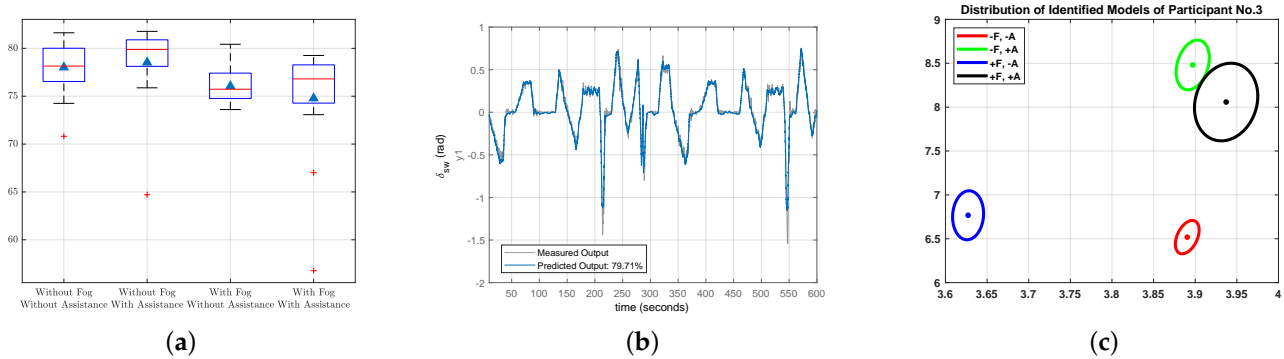 80
75
70
65
60
Without Fog
Without Assistance
Without Fog
With Assistance
With Fog
Without Assistance
With Fog
With Assistance
(a)
1
0.5
0
-0.5
-1
-1.5
-2
δsw (rad)
y1
Measured Output
Predicted Output: 79.71%
50 100 150 200 250 300 350 400 450 500 550 600
time (seconds)
(b)
Distribution of Identified Models of Participant No.3
9
8.5
8
7.5
7
6.5
6
-F, -A
-F, +A
+F, -A
+F, +A
3.6 3.65 3.7 3.75 3.8 3.85 3.9 3.95 4
(c)